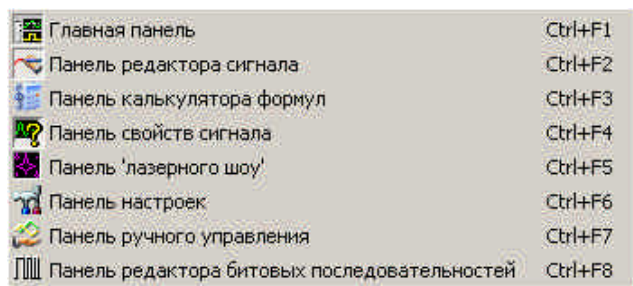 Главная панель Ctrl+F1
Панель редактора сигнала Ctrl+F2
Панель калькулятора формул Ctrl+F3
Панель свойств сигнала Ctrl+F4
Панель 'лазерного шоу' Ctrl+F5
Панель настроек Ctrl+F6
Панель ручного управления Ctrl+F7
Панель редактора битовых последовательностей Ctrl+F8